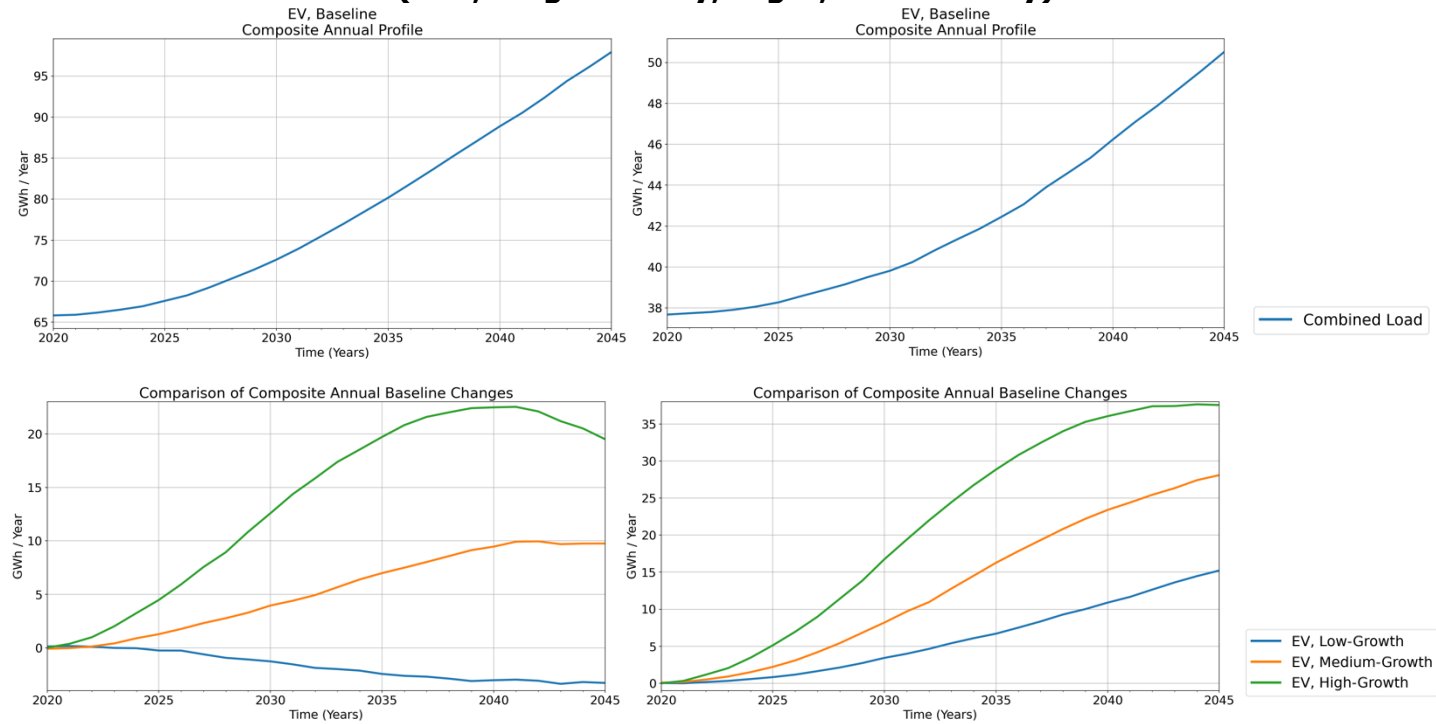 EV, Baseline
Composite Annual Profile
GWh / Year
95
90
85
80
75
70
65
2020
2025
2030
2035
2040
2045
Time (Years)
EV, Baseline
Composite Annual Profile
GWh / Year
50
48
46
44
42
40
38
2020
2025
2030
2035
2040
2045
Time (Years)
Combined Load
Comparison of Composite Annual Baseline Changes
GWh / Year
20
15
10
5
0
2020
2025
2030
2035
2040
2045
Time (Years)
Comparison of Composite Annual Baseline Changes
GWh / Year
35
30
25
20
15
10
5
0
2020
2025
2030
2035
2040
2045
Time (Years)
EV, Low-Growth
EV, Medium-Growth
EV, High-Growth